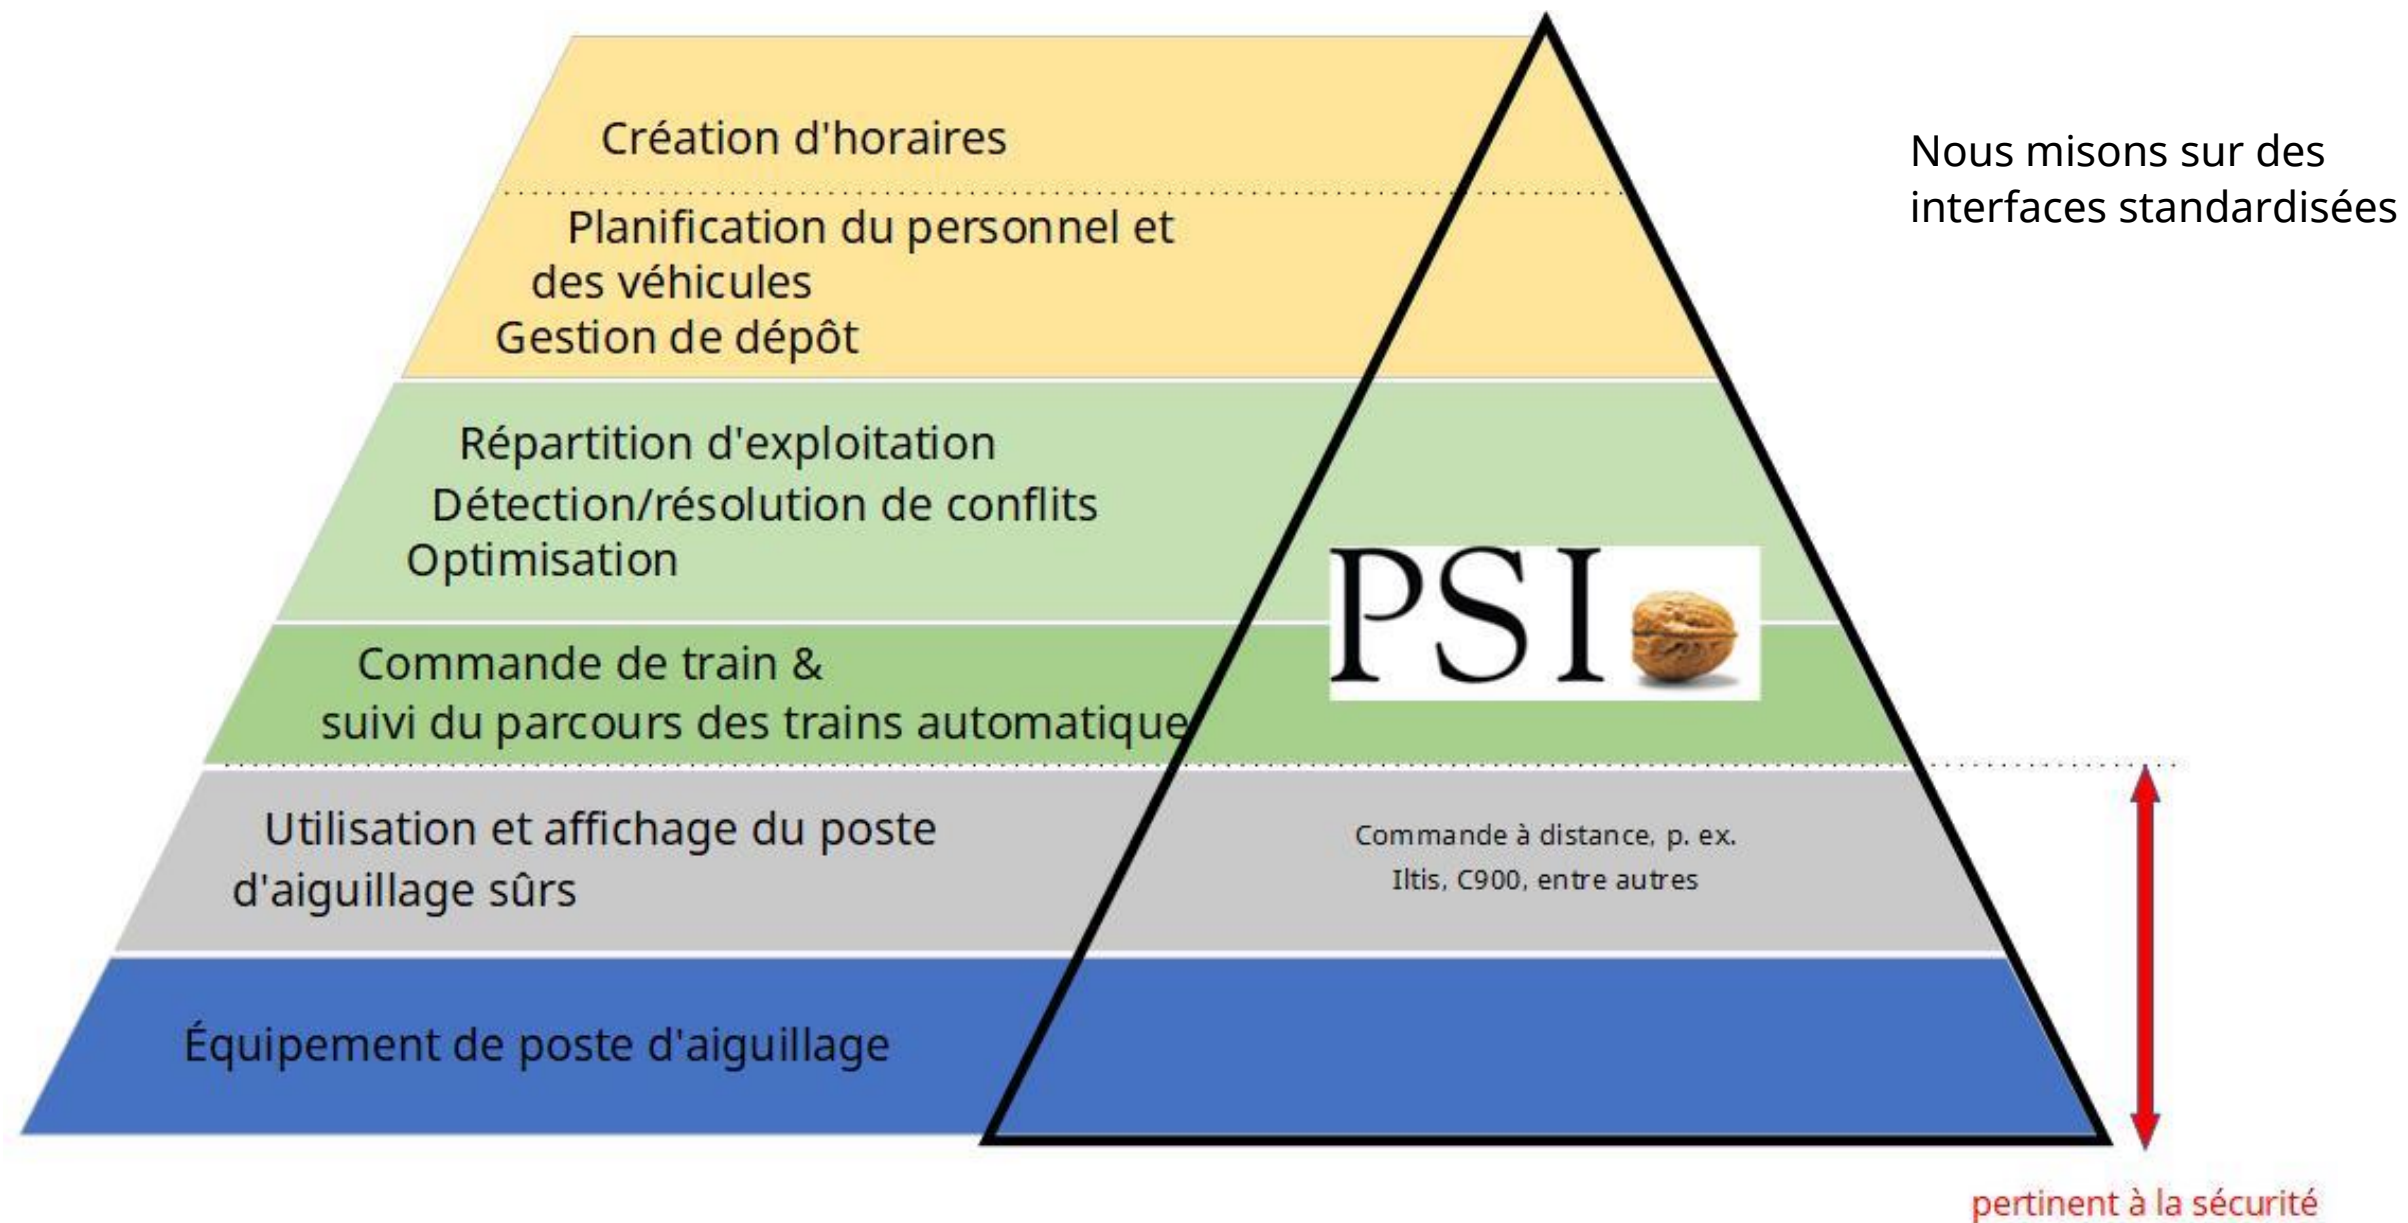 Création d'horaires
Nous misons sur des
interfaces standardisées
Planification du personnel et
des véhicules
Gestion de dépôt
Répartition d'exploitation
Détection/résolution de conflits
Optimisation
PSI
Commande de train &
suivi du parcours des trains automatique
Utilisation et affichage du poste
d'aiguillage sûrs
Commande à distance, p. ex.
Iltis, C900, entre autres
Équipement de poste d'aiguillage
pertinent à la sécurité